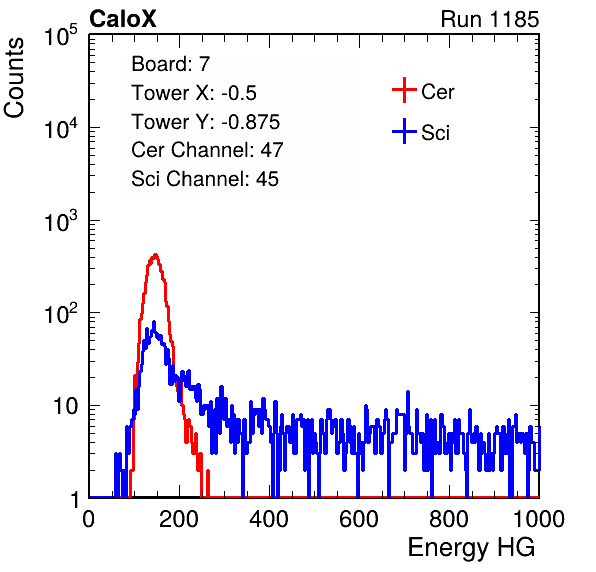 CaloX Run 1185
Counts
10^5
10^4
10^3
10^2
10
1
Board: 7
Tower X: -0.5
Tower Y: -0.875
Cer Channel: 47
Sci Channel: 45
Cer
Sci
0 200 400 600 800 1000
Energy HG